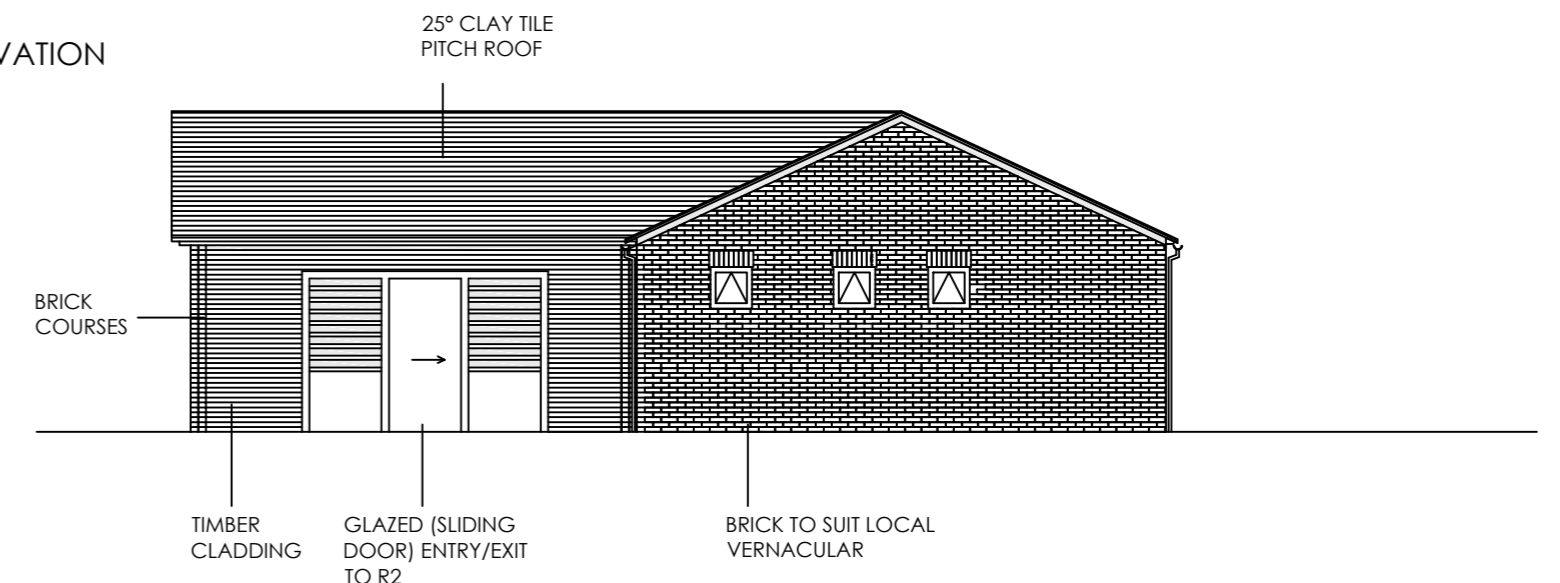 VATION
25° CLAY TILE
PITCH ROOF
BRICK
COURSES
TIMBER
CLADDING
GLAZED (SLIDING
DOOR) ENTRY/EXIT
TO R2
BRICK TO SUIT LOCAL
VERNACULAR